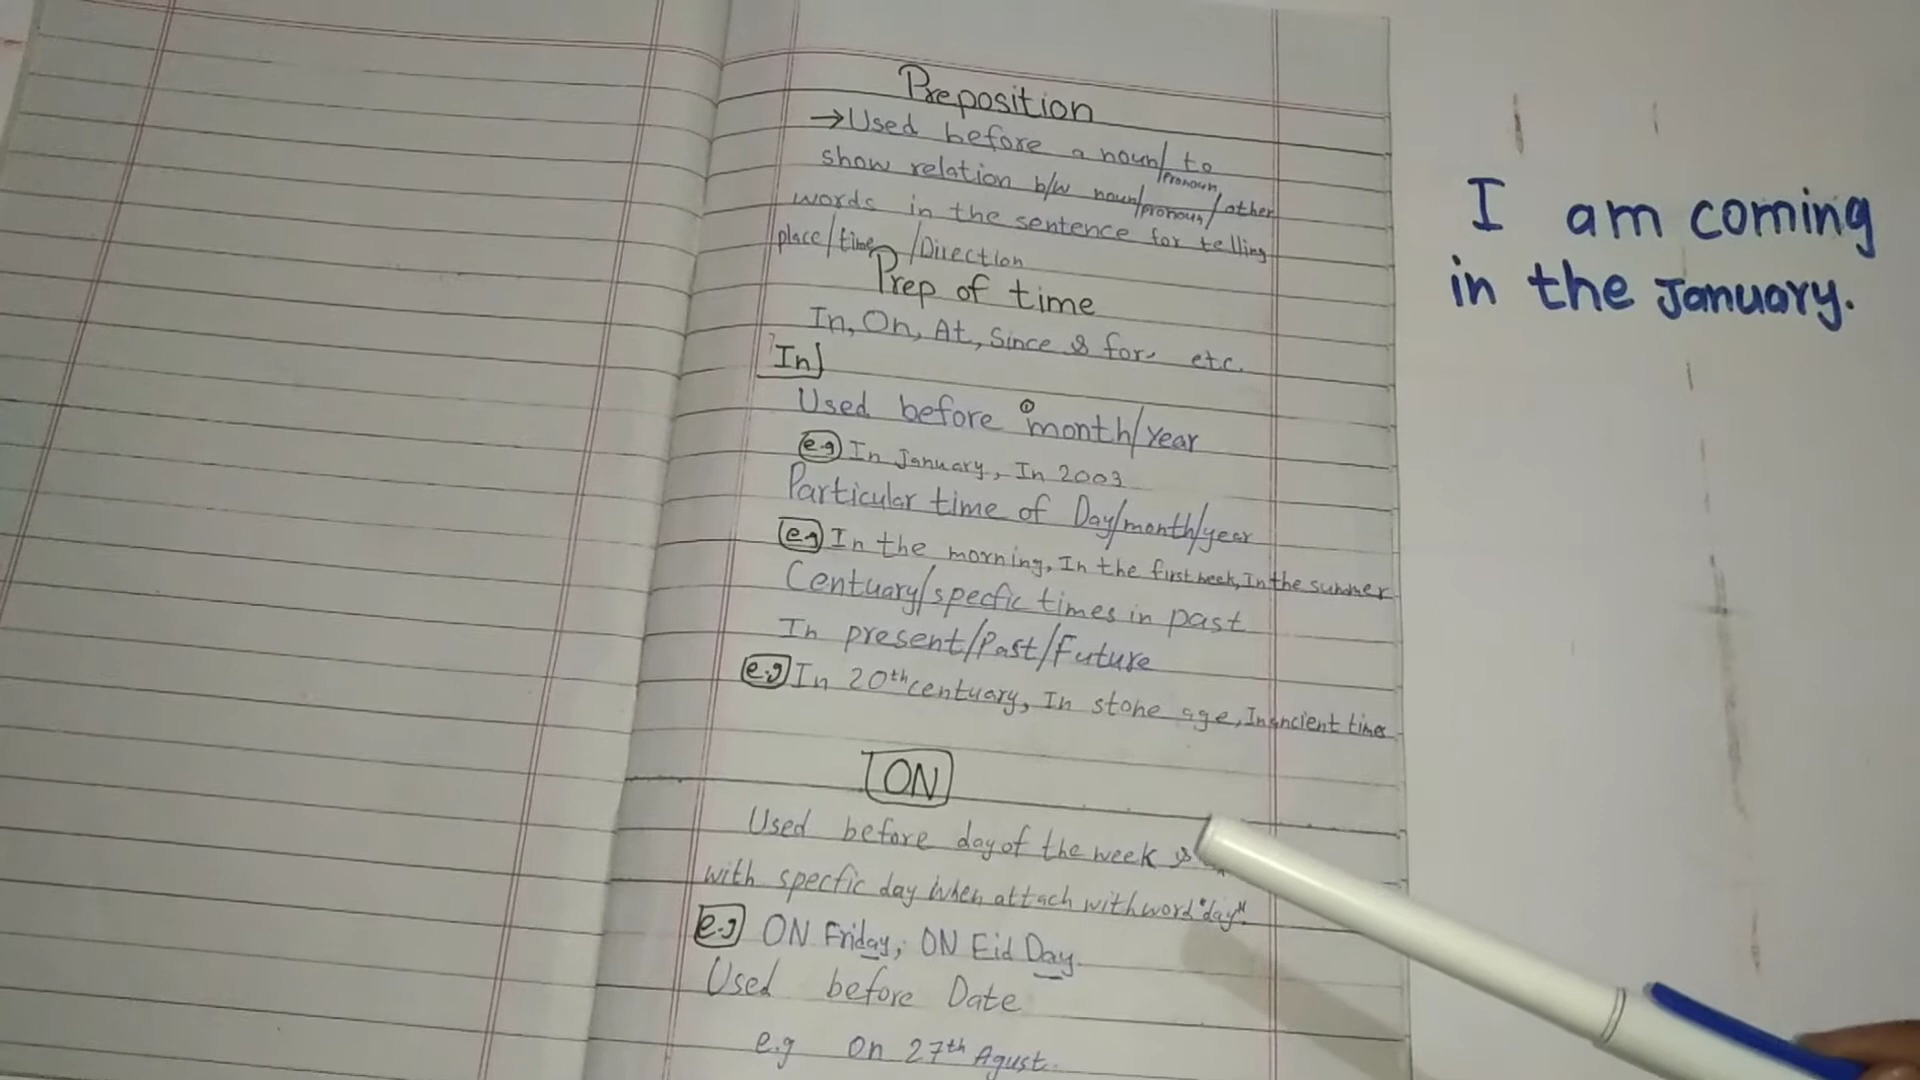 Preposition
→ Used before a noun/pronoun to
show relation b/w noun/pronoun/other
words in the sentence for telling
place/time/Direction
Prep of time
In, On, At, Since & for etc.
In
Used before ① month/year
e.g In January, In 2003
Particular time of Day/month/year
e.g In the morning, In the first week, In the summer
Centuary/specfic times in past
In present/Past/Future
e.g In 20th centuary, In stone age, In ancient times
ON
Used before day of the week &
with specfic day when attach with word "day".
e.g ON Friday, ON Eid Day.
Used before Date
e.g on 27th Agust.
I am coming
in the January.